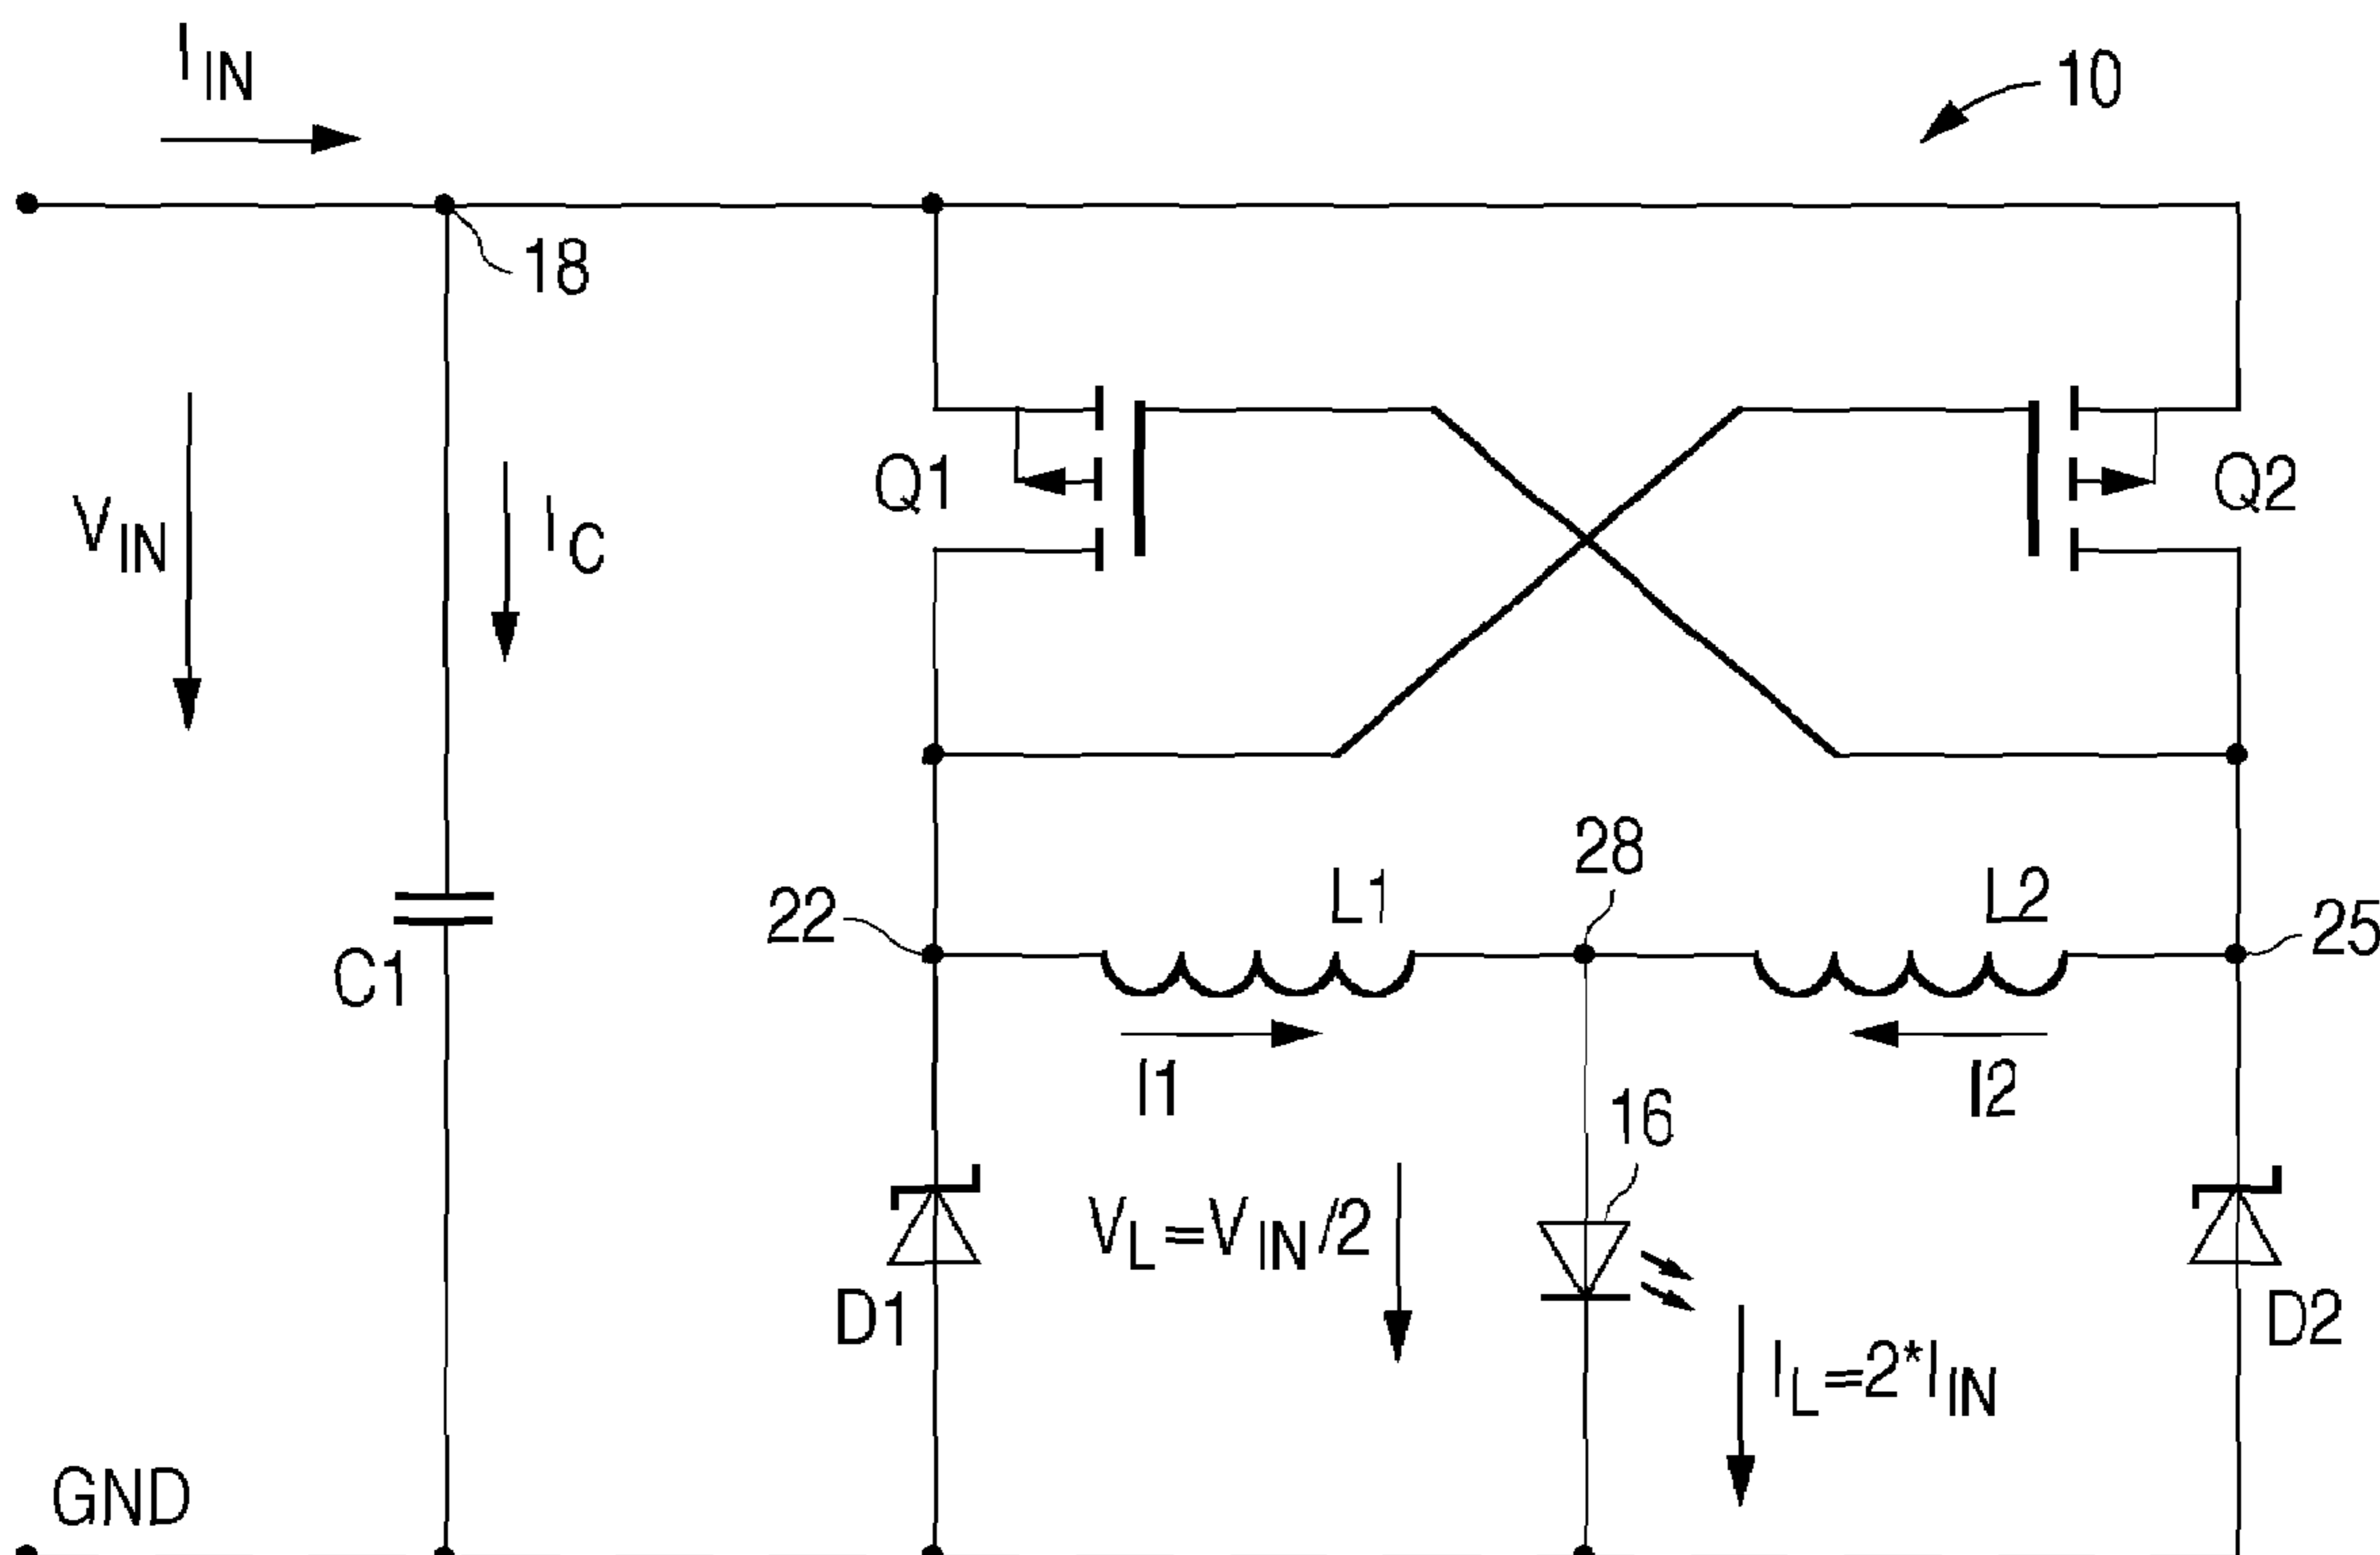 I IN
10
18
Q1
Q2
V IN
I C
28
L1
L2
22
25
C1
I1
I2
16
V L=V IN/2
D1
D2
I L=2*I IN
GND